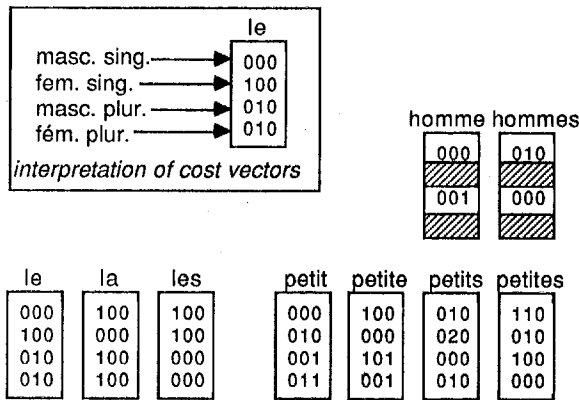 le
masc. sing. 000
fem. sing. 100
masc. plur. 010
fém. plur. 010
interpretation of cost vectors
homme hommes
000 010
001 000
le la les petit petite petits petites
000 100 100 000 100 010 110
100 000 100 010 000 020 010
010 100 000 001 101 000 100
010 100 000 011 001 010 000